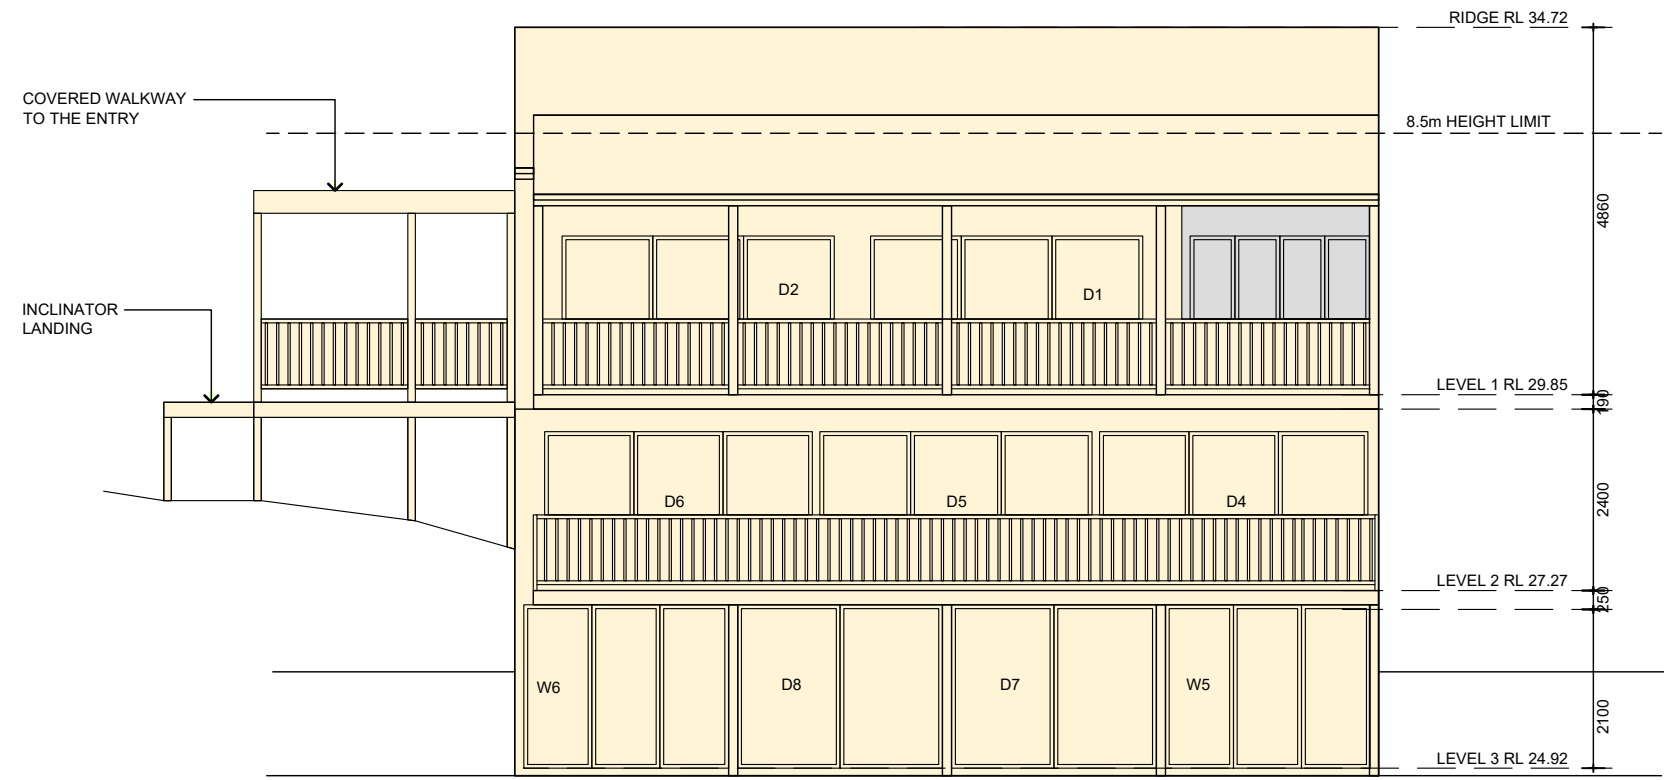 RIDGE RL 34.72
COVERED WALKWAY
TO THE ENTRY
8.5m HEIGHT LIMIT
4860
D2
D1
INCLINATOR
LANDING
LEVEL 1 RL 29.85
190
D6
D5
D4
2400
LEVEL 2 RL 27.27
250
W6
D8
D7
W5
2100
LEVEL 3 RL 24.92